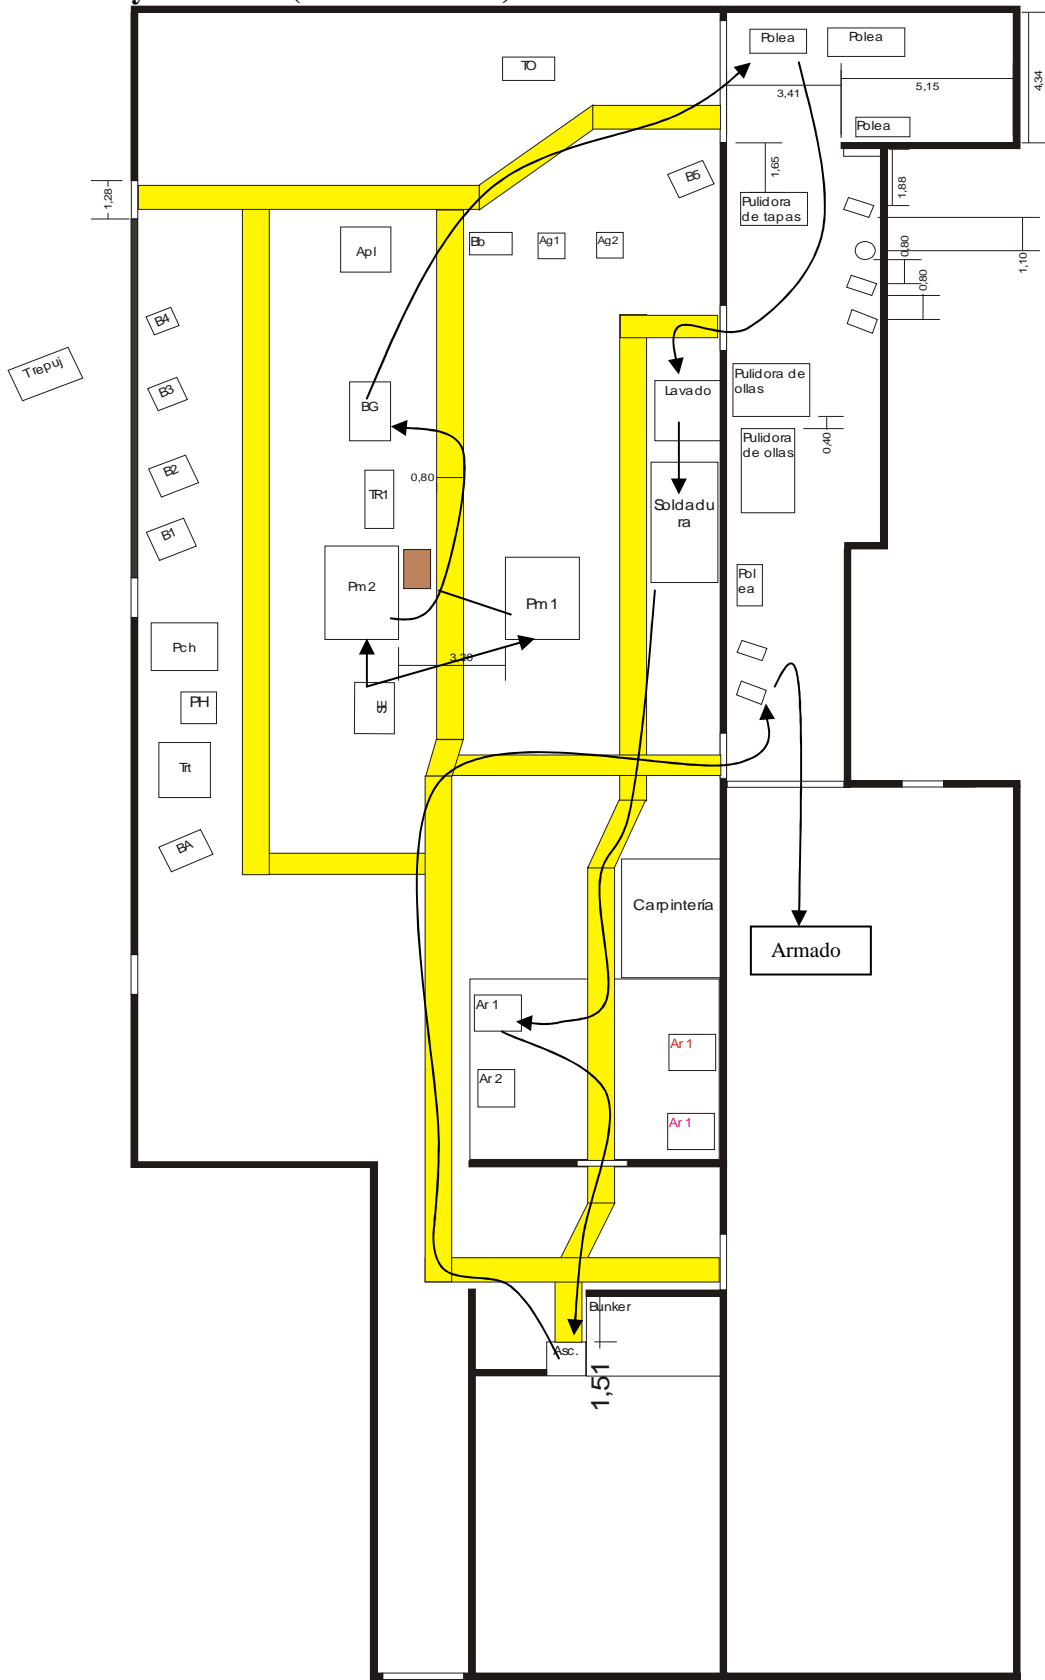 Polea
Polea
TO
4,34
3,41
5,15
Polea
1,65
B5
1,88
1,28
Pulidora
de tapas
Apl
Bb
Ag1
Ag2
0,80
1,10
0,80
B4
Trepuj
B3
BG
Lavado
Pulidora de
ollas
0,40
Pulidora
de ollas
B2
0,80
TR1
Soldadu
ra
B1
Pm2
Pm1
Pol
ea
Pch
3,20
PH
Trt
BA
Carpintería
Armado
Ar 1
Ar 1
Ar 2
Ar 1
Bunker
Asc.
1,51